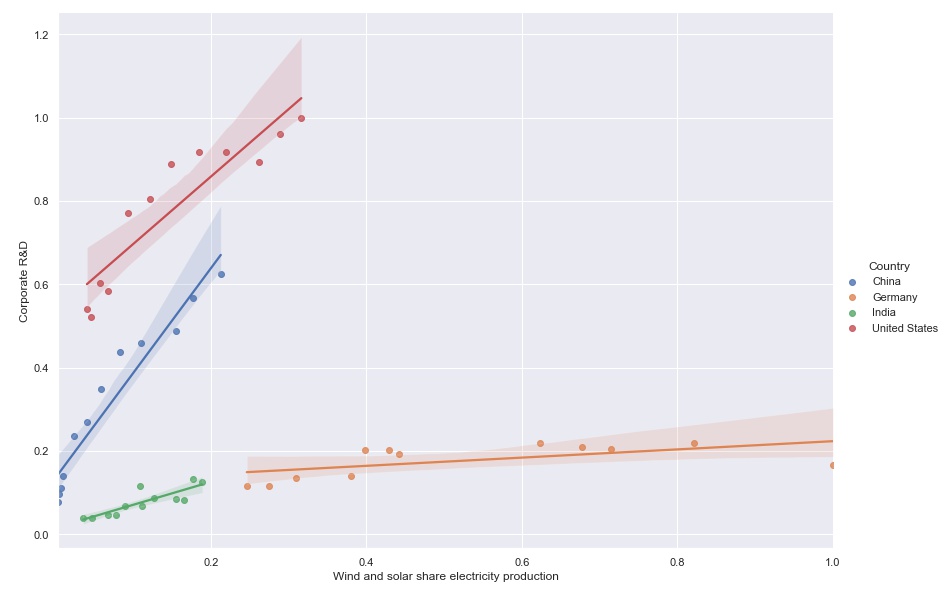 1.2
1.0
0.8
0.6
0.4
0.2
0.0
Corporate R&D
0.2 0.4 0.6 0.8 1.0
Wind and solar share electricity production
Country
China
Germany
India
United States